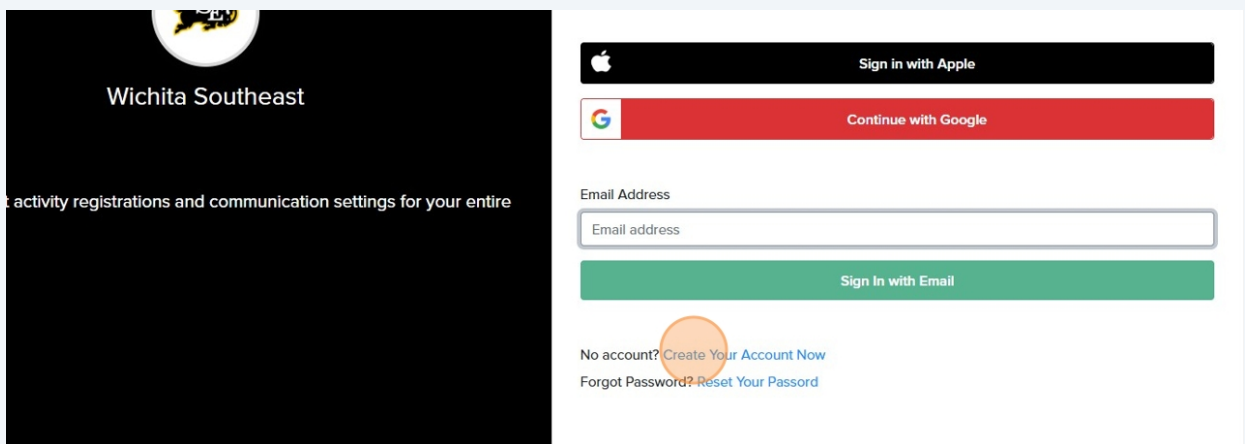 SE
Wichita Southeast
activity registrations and communication settings for your entire
Sign in with Apple
Continue with Google
Email Address
Email address
Sign In with Email
No account? Create Your Account Now
Forgot Password? Reset Your Passord